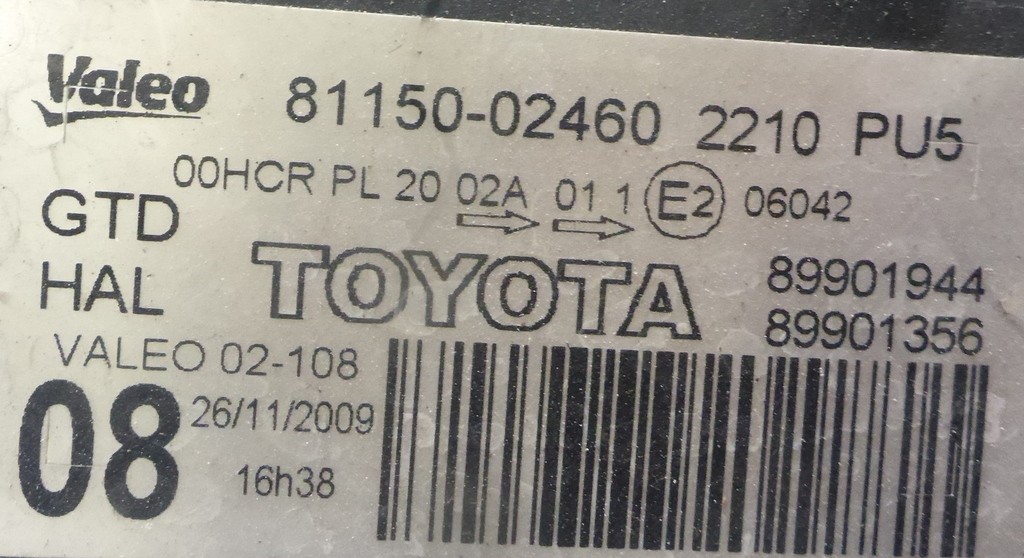 Valeo 81150-02460 2210 PU5
00HCR PL 20 02A 01 1 E2 06042
GTD
HAL TOYOTA 89901944
89901356
VALEO 02-108
08 26/11/2009
16h38